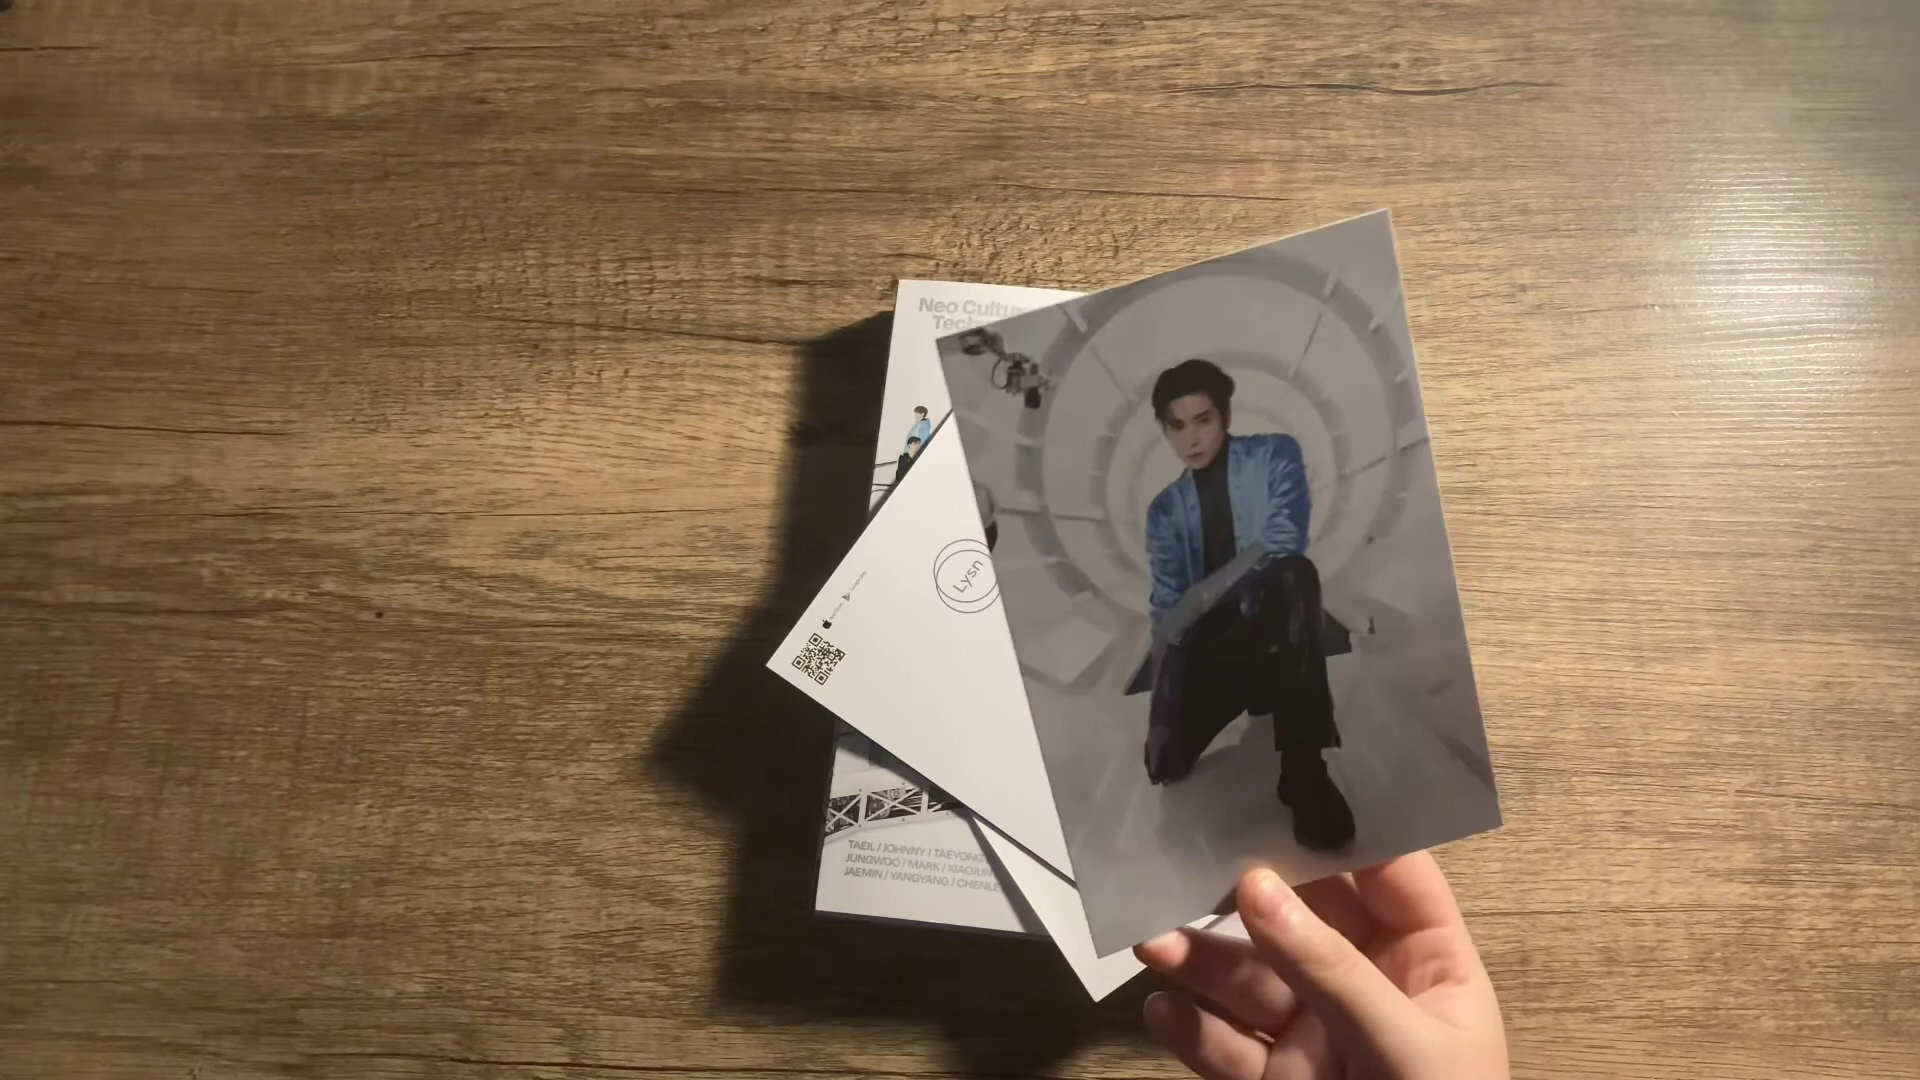 Neo Cultu
Tech
Lysn
TAEIL / JOHNNY / TAEYONG
JUNGWOO / MARK / XIAOJUN
JAEMIN / YANGYANG / CHENLE